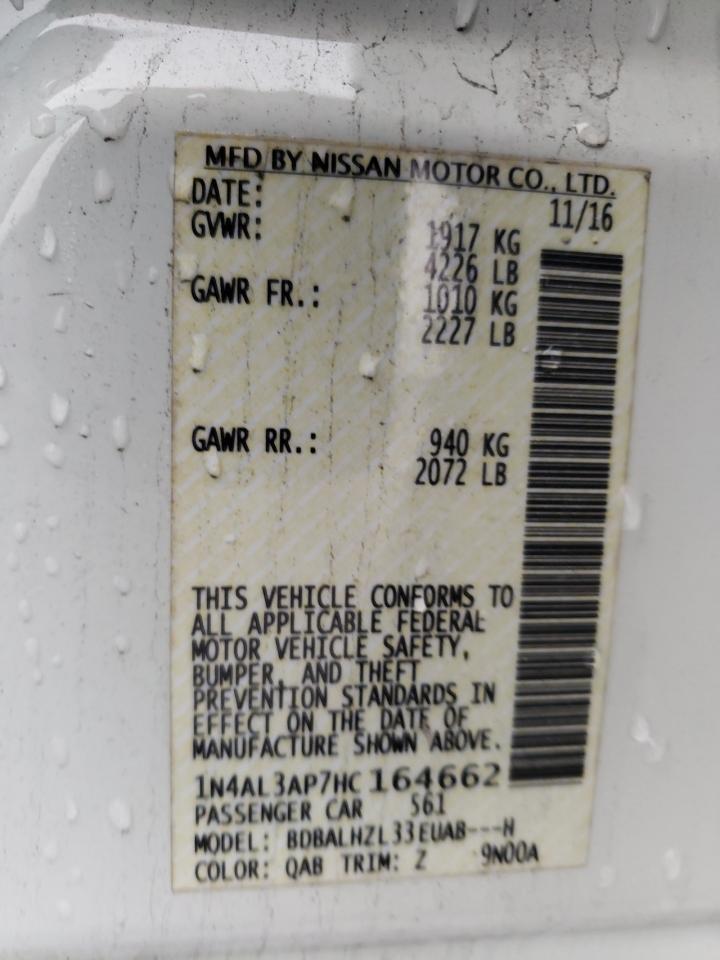 MFD BY NISSAN MOTOR CO., LTD.
DATE: 11/16
GVWR: 1917 KG
4226 LB
GAWR FR.: 1010 KG
2227 LB
GAWR RR.: 940 KG
2072 LB
THIS VEHICLE CONFORMS TO
ALL APPLICABLE FEDERAL
MOTOR VEHICLE SAFETY,
BUMPER, AND THEFT
PREVENTION STANDARDS IN
EFFECT ON THE DATE OF
MANUFACTURE SHOWN ABOVE.
1N4AL3AP7HC164662
PASSENGER CAR 561
MODEL: BDBALHZL33EUAB---H
COLOR: QAB TRIM: Z 9N00A